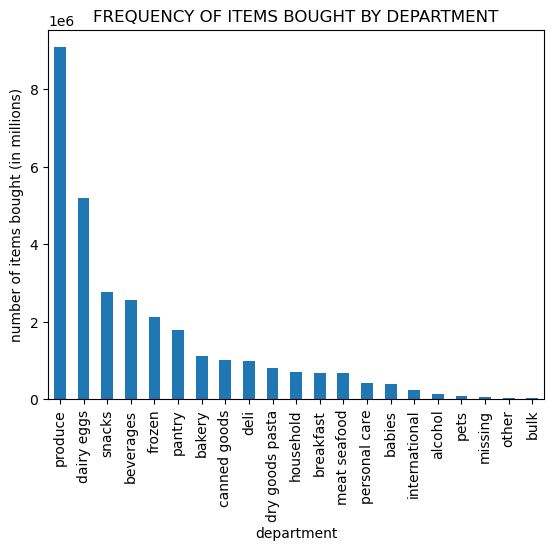 FREQUENCY OF ITEMS BOUGHT BY DEPARTMENT
1e6
number of items bought (in millions)
8
6
4
2
0
produce
dairy eggs
snacks
beverages
frozen
pantry
bakery
canned goods
deli
dry goods pasta
household
breakfast
meat seafood
personal care
babies
international
alcohol
pets
missing
other
bulk
department